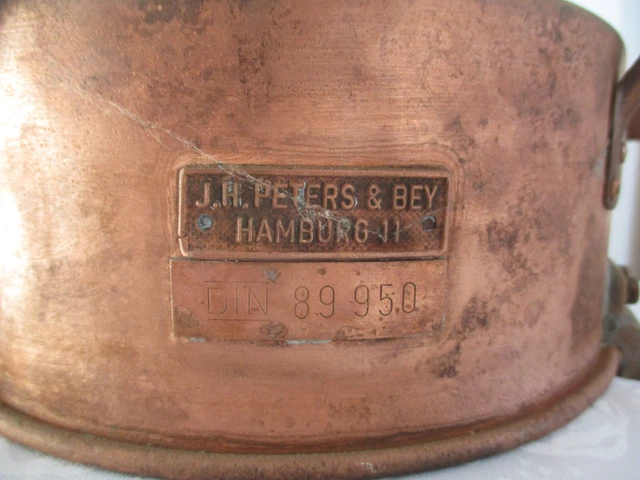 J.H. PETERS & BEY
HAMBURG 11
DIN 89 950